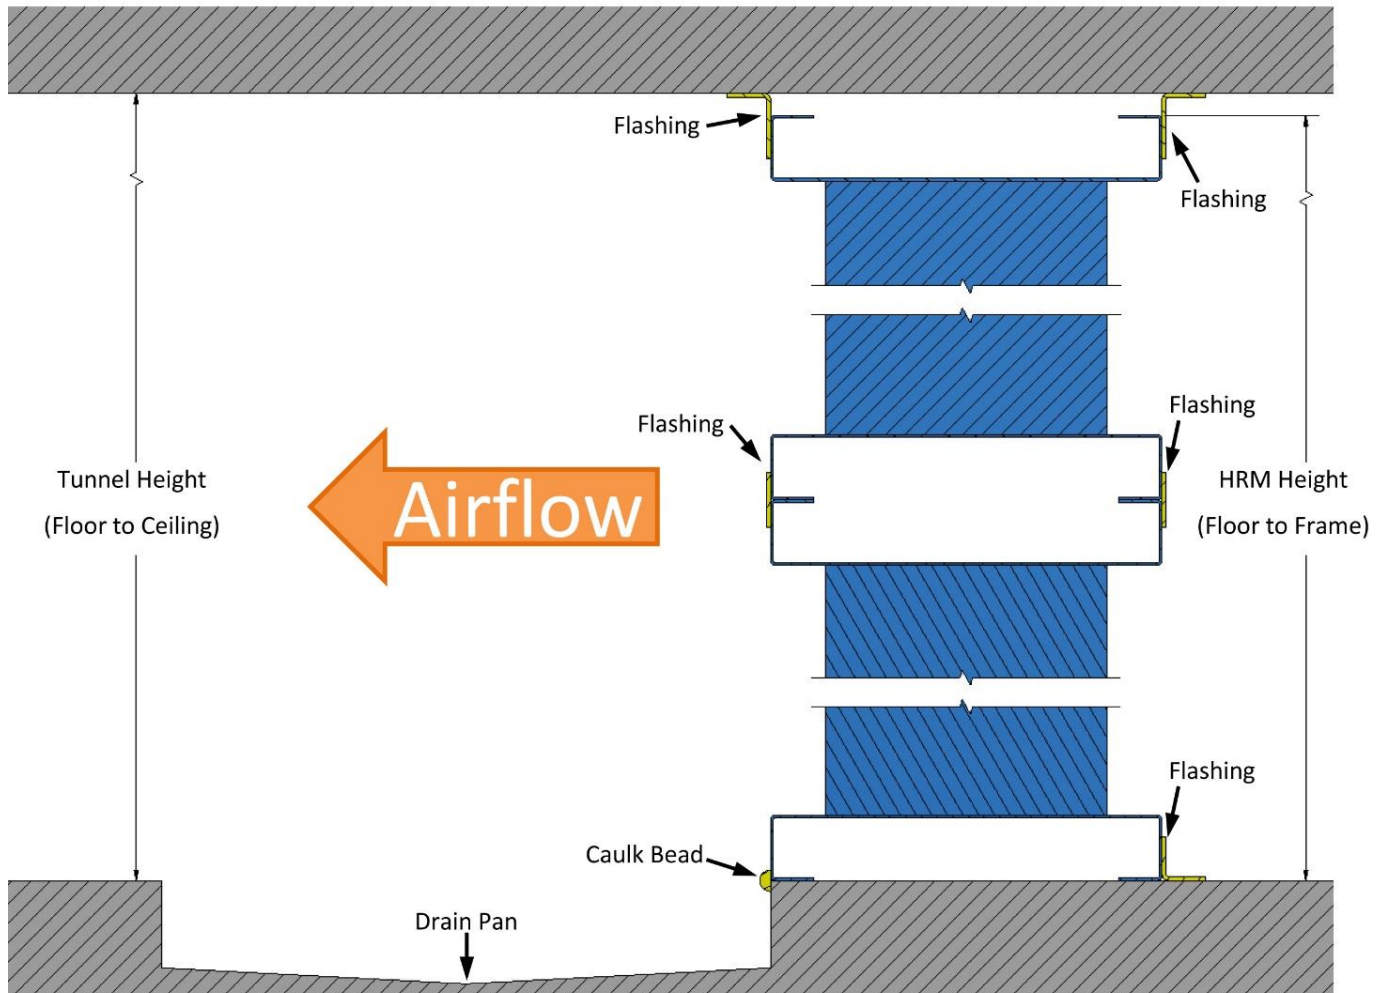 Flashing
Flashing
Flashing
Flashing
Tunnel Height
(Floor to Ceiling)
Airflow
HRM Height
(Floor to Frame)
Flashing
Caulk Bead
Drain Pan